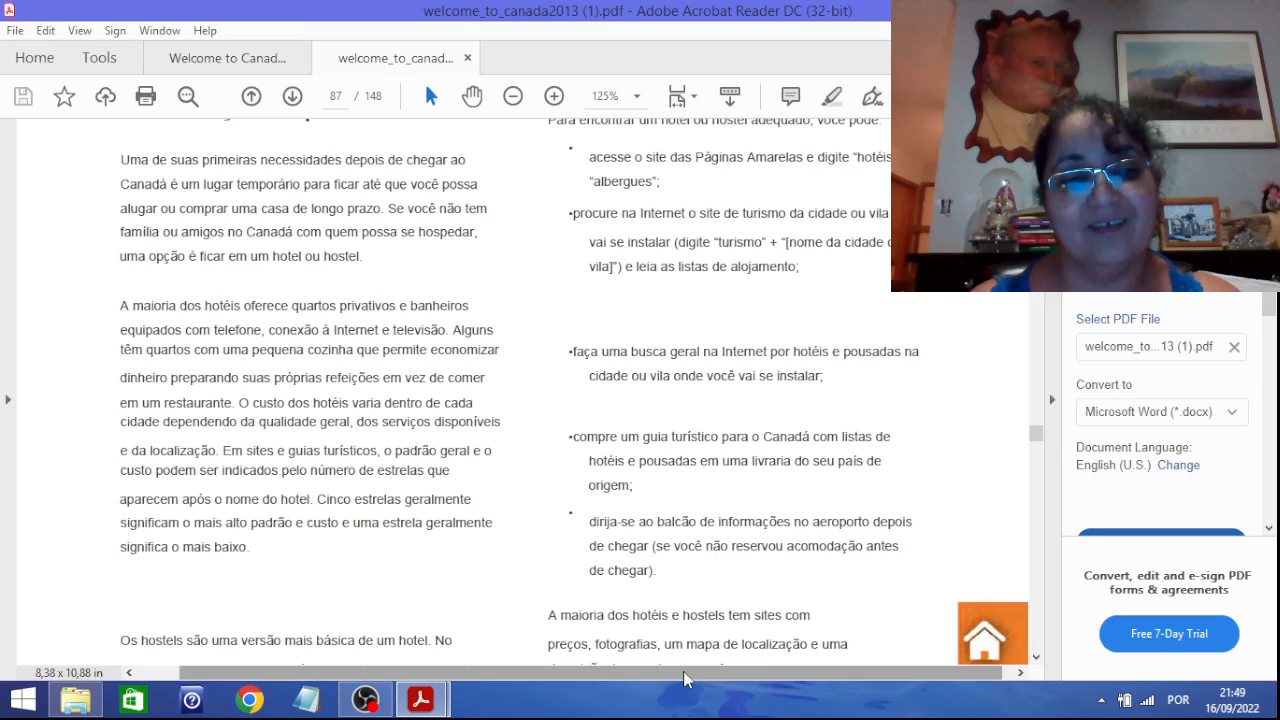 welcome_to_canada2013 (1).pdf - Adobe Acrobat Reader DC (32-bit)
File Edit View Sign Window Help
Home Tools Welcome to Canad... welcome_to_canad... ×
87 / 148 125%
Uma de suas primeiras necessidades depois de chegar ao
Canadá é um lugar temporário para ficar até que você possa
alugar ou comprar uma casa de longo prazo. Se você não tem
família ou amigos no Canadá com quem possa se hospedar,
uma opção é ficar em um hotel ou hostel.
A maioria dos hotéis oferece quartos privativos e banheiros
equipados com telefone, conexão à Internet e televisão. Alguns
têm quartos com uma pequena cozinha que permite economizar
dinheiro preparando suas próprias refeições em vez de comer
em um restaurante. O custo dos hotéis varia dentro de cada
cidade dependendo da qualidade geral, dos serviços disponíveis
e da localização. Em sites e guias turísticos, o padrão geral e o
custo podem ser indicados pelo número de estrelas que
aparecem após o nome do hotel. Cinco estrelas geralmente
significam o mais alto padrão e custo e uma estrela geralmente
significa o mais baixo.
Os hostels são uma versão mais básica de um hotel. No
Para encontrar um hotel ou hostel adequado, você pode:
•
acesse o site das Páginas Amarelas e digite “hotéis
“albergues”;
•procure na Internet o site de turismo da cidade ou vila
vai se instalar (digite “turismo” + “[nome da cidade
vila]”) e leia as listas de alojamento;
•faça uma busca geral na Internet por hotéis e pousadas na
cidade ou vila onde você vai se instalar;
•compre um guia turístico para o Canadá com listas de
hotéis e pousadas em uma livraria do seu país de
origem;
•
dirija-se ao balcão de informações no aeroporto depois
de chegar (se você não reservou acomodação antes
de chegar).
A maioria dos hotéis e hostels tem sites com
preços, fotografias, um mapa de localização e uma
Select PDF File
welcome_to...13 (1).pdf
Convert to
Microsoft Word (*.docx)
Document Language:
English (U.S.) Change
Convert, edit and e-sign PDF
forms & agreements
Free 7-Day Trial
8,38 x 10,88 in
POR
21:49
16/09/2022